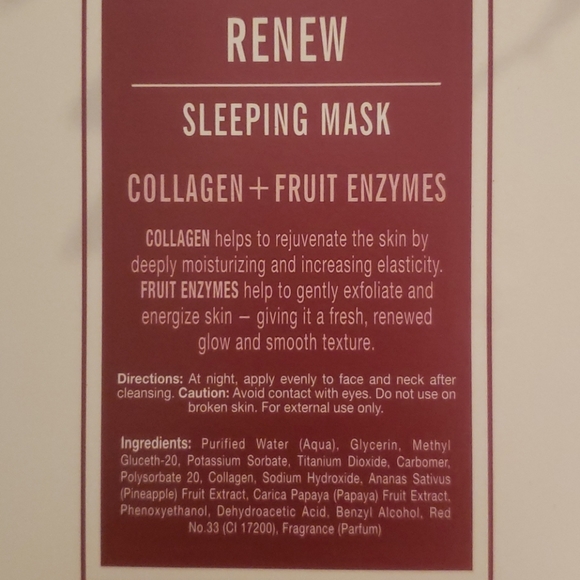 RENEW
SLEEPING MASK
COLLAGEN + FRUIT ENZYMES
COLLAGEN helps to rejuvenate the skin by
deeply moisturizing and increasing elasticity.
FRUIT ENZYMES help to gently exfoliate and
energize skin – giving it a fresh, renewed
glow and smooth texture.
Directions: At night, apply evenly to face and neck after
cleansing. Caution: Avoid contact with eyes. Do not use on
broken skin. For external use only.
Ingredients: Purified Water (Aqua), Glycerin, Methyl
Gluceth-20, Potassium Sorbate, Titanium Dioxide, Carbomer,
Polysorbate 20, Collagen, Sodium Hydroxide, Ananas Sativus
(Pineapple) Fruit Extract, Carica Papaya (Papaya) Fruit Extract,
Phenoxyethanol, Dehydroacetic Acid, Benzyl Alcohol, Red
No.33 (CI 17200), Fragrance (Parfum)